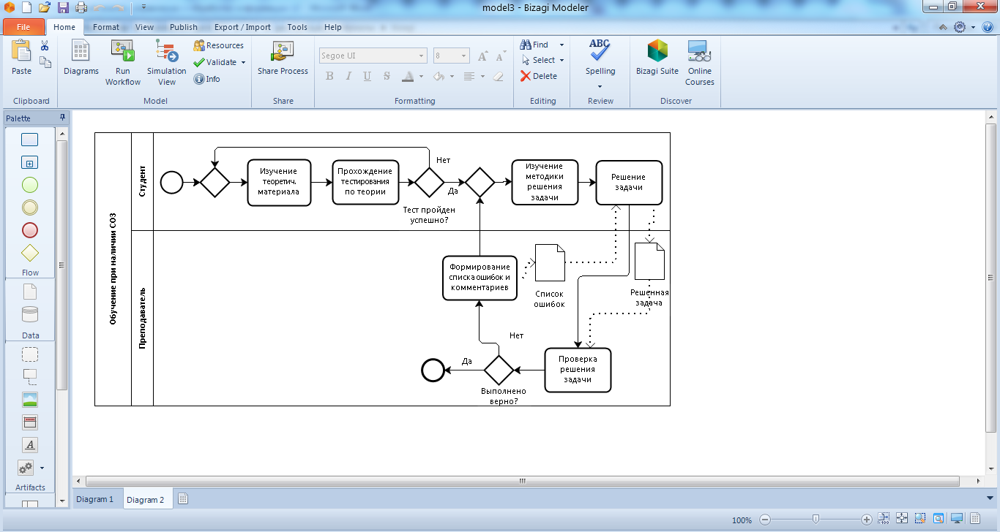 model3 - Bizagi Modeler
File Home Format View Publish Export / Import Tools Help
Paste
Clipboard
Diagrams
Run Workflow
Simulation View
Resources
Validate
Info
Model
Share Process
Share
Segoe UI 8
B I U S A
Formatting
Find
Select
Delete
Editing
ABC
Spelling
Review
Bizagi Suite
Online Courses
Discover
Palette
Flow
Data
A
Artifacts
Обучение при наличии СОЗ
Студент
Преподаватель
Изучение
теоретич.
материала
Прохождение
тестирования
по теории
Нет
Да
Тест пройден
успешно?
Изучение
методики
решения
задачи
Решение
задачи
Формирование
списка ошибок и
комментариев
Список
ошибок
Решенная
задача
Нет
Да
Выполнено
верно?
Проверка
решения
задачи
Diagram 1 Diagram 2
100%